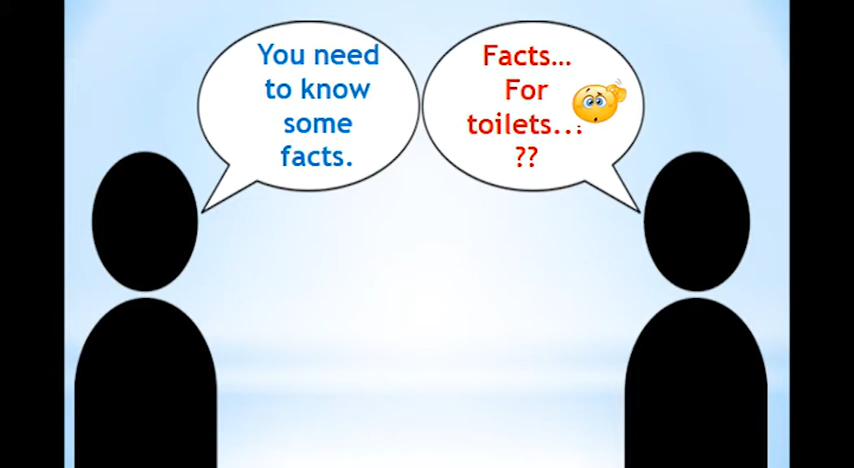 You need
to know
some
facts.
Facts...
For
toilets...
??